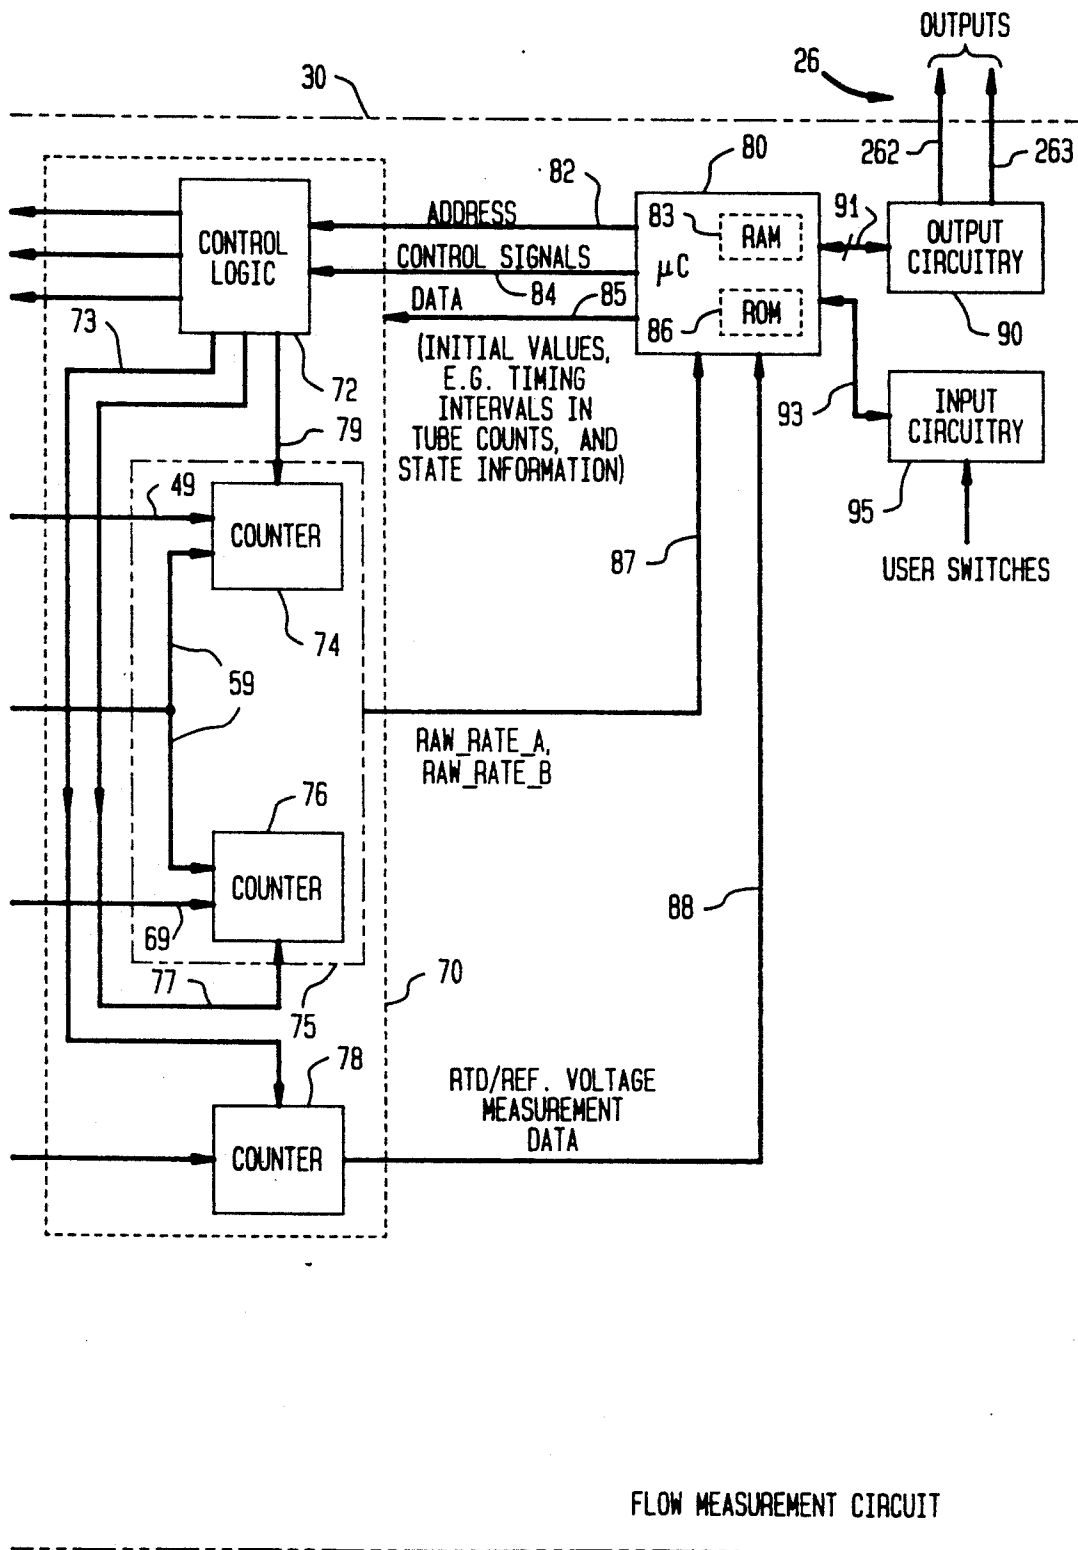 OUTPUTS
30
26
262
263
80
82
ADDRESS
83
RAM
91
CONTROL
LOGIC
CONTROL SIGNALS
μC
OUTPUT
CIRCUITRY
84
DATA
85
86
ROM
90
73
(INITIAL VALUES,
E.G. TIMING
INTERVALS IN
TUBE COUNTS, AND
STATE INFORMATION)
72
93
INPUT
CIRCUITRY
79
49
95
COUNTER
87
USER SWITCHES
74
59
RAW_RATE_A,
RAW_RATE_B
76
COUNTER
88
69
77
75
70
78
RTD/REF. VOLTAGE
MEASUREMENT
DATA
COUNTER
FLOW MEASUREMENT CIRCUIT